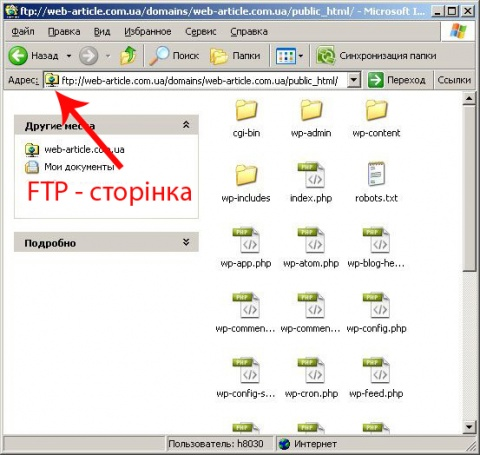 ftp://web-article.com.ua/domains/web-article.com.ua/public_html/ - Microsoft I...
Файл Правка Вид Избранное Сервис Справка
Назад Поиск Папки Синхронизация папки
Адрес: ftp://web-article.com.ua/domains/web-article.com.ua/public_html/ Переход Ссылки
Другие места
web-article.com.ua
Мои документы
FTP - сторінка
Подробно
cgi-bin wp-admin wp-content
wp-includes index.php robots.txt
wp-app.php wp-atom.php wp-blog-he...
wp-commen... wp-commen... wp-config.php
wp-config-s... wp-cron.php wp-feed.php
Пользователь: h8030 Интернет